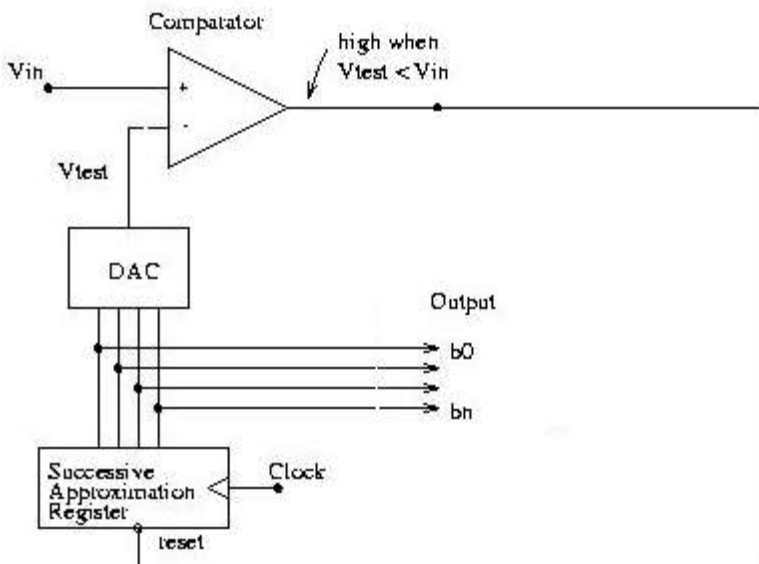 Comparator
high when
Vtest < Vin
Vin
+
-
Vtest
DAC
Output
b0
bn
Successive
Approximation
Register
Clock
reset